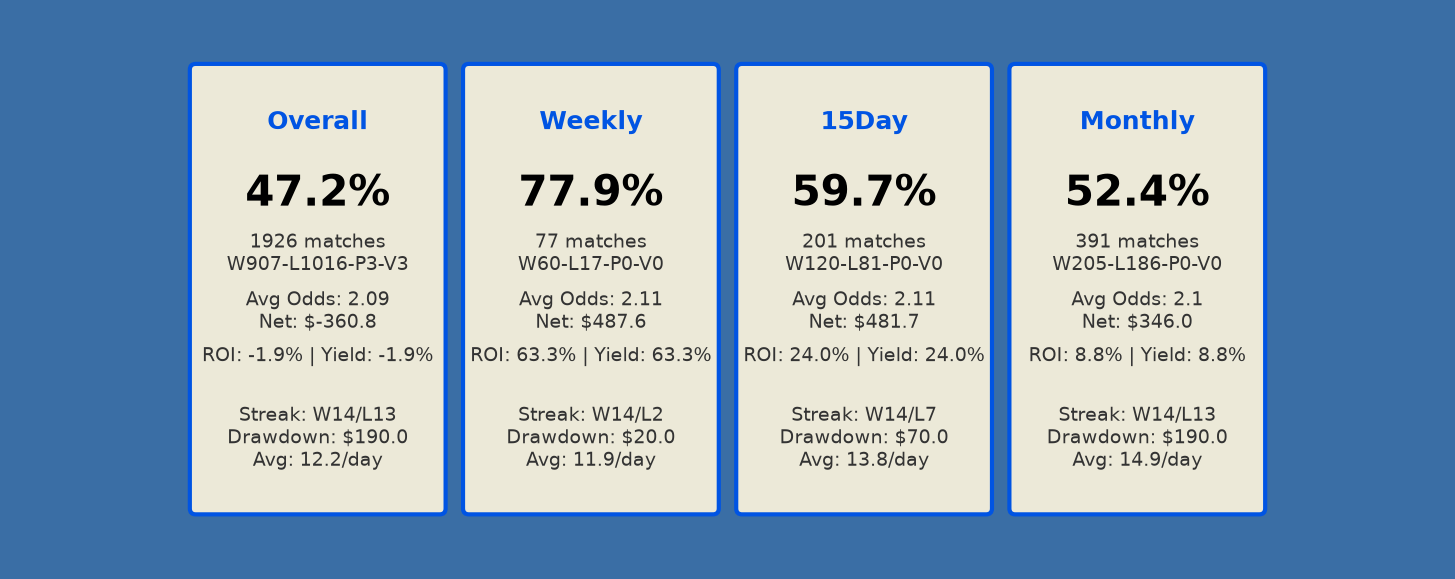 Overall
47.2%
1926 matches
W907-L1016-P3-V3
Avg Odds: 2.09
Net: $-360.8
ROI: -1.9% | Yield: -1.9%
Streak: W14/L13
Drawdown: $190.0
Avg: 12.2/day
Weekly
77.9%
77 matches
W60-L17-P0-V0
Avg Odds: 2.11
Net: $487.6
ROI: 63.3% | Yield: 63.3%
Streak: W14/L2
Drawdown: $20.0
Avg: 11.9/day
15Day
59.7%
201 matches
W120-L81-P0-V0
Avg Odds: 2.11
Net: $481.7
ROI: 24.0% | Yield: 24.0%
Streak: W14/L7
Drawdown: $70.0
Avg: 13.8/day
Monthly
52.4%
391 matches
W205-L186-P0-V0
Avg Odds: 2.1
Net: $346.0
ROI: 8.8% | Yield: 8.8%
Streak: W14/L13
Drawdown: $190.0
Avg: 14.9/day